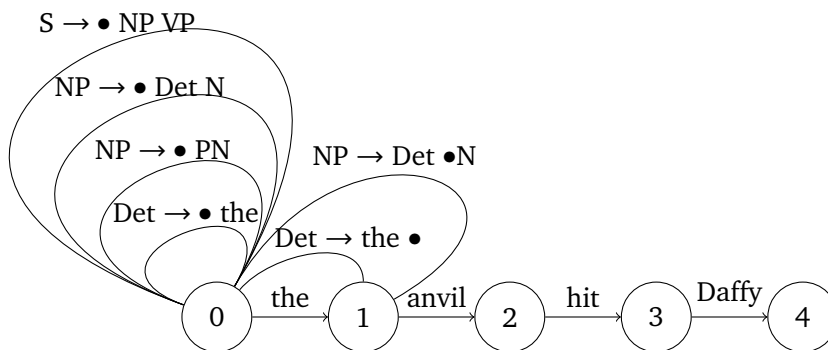 S → ● NP VP
NP → ● Det N
NP → ● PN
NP → Det ●N
Det → ● the
Det → the ●
the
anvil
hit
Daffy
0
1
2
3
4